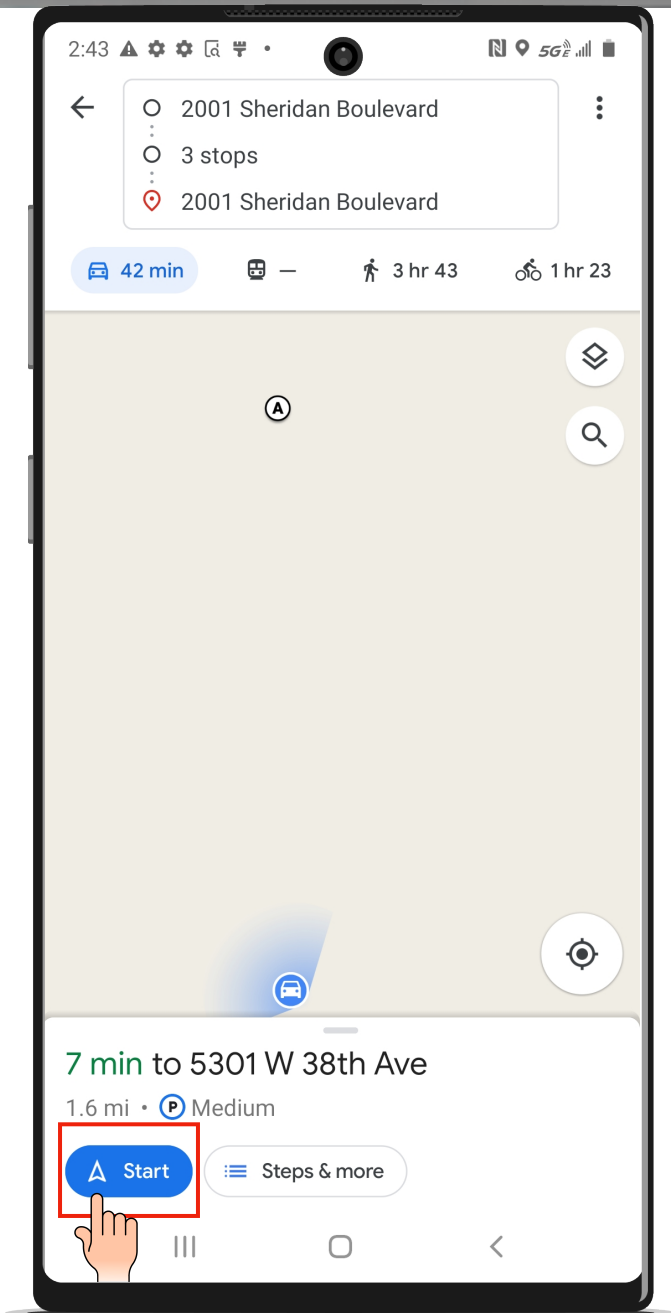 2:43 5G E
2001 Sheridan Boulevard
3 stops
2001 Sheridan Boulevard
42 min — 3 hr 43 1 hr 23
A
7 min to 5301 W 38th Ave
1.6 mi • P Medium
Start Steps & more